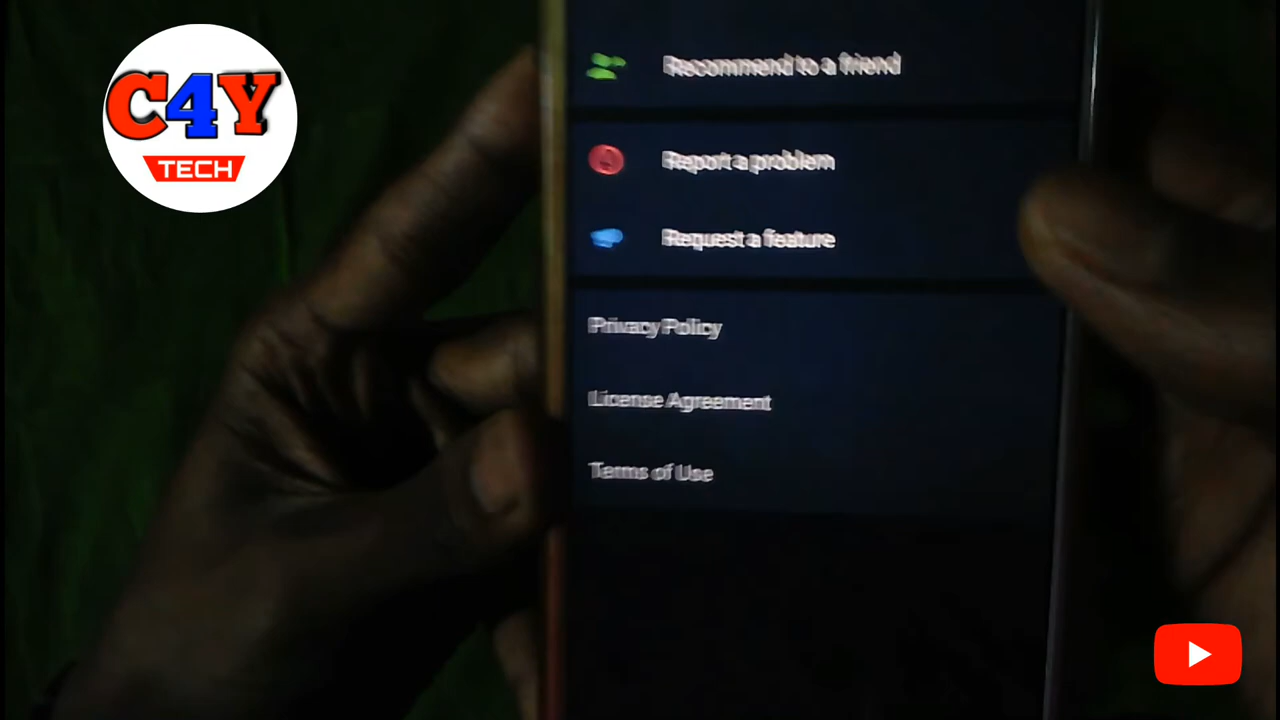 C4Y
TECH
Recommend to a friend
Report a problem
Request a feature
Privacy Policy
License Agreement
Terms of Use